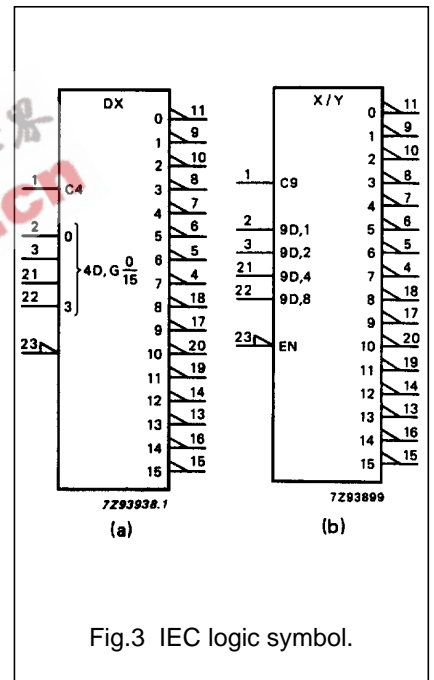 DX
0 11
1 9
2 10
1 C4 3 8
4 7
2 0 5 6
3 6 5
21 4D, G 0/15 7 4
22 3 8 18
9 17
23 10 20
11 19
12 14
13 13
14 16
15 15
7Z93938.1
(a)
X/Y
0 11
1 9
2 10
1 C9 3 8
4 7
2 9D,1 5 6
3 9D,2 6 5
21 9D,4 7 4
22 9D,8 8 18
9 17
23 EN 10 20
11 19
12 14
13 13
14 16
15 15
7Z93899
(b)
Fig.3 IEC logic symbol.